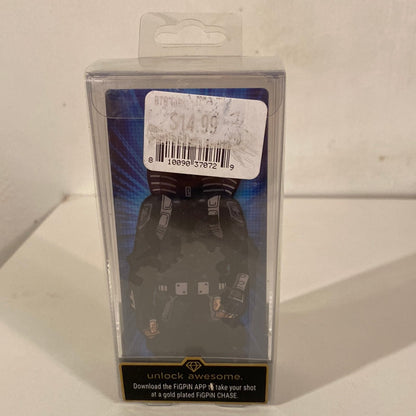 $14.99
8 10090 37072 9
unlock awesome.
Download the FiGPiN APP to take your shot
at a gold plated FiGPiN CHASE.